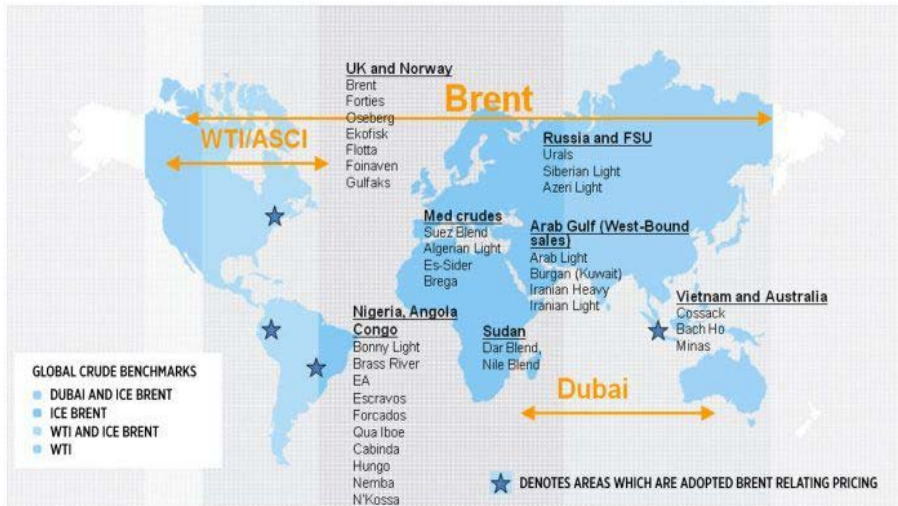 UK and Norway
Brent
Forties
Oseberg
Ekofisk
Flotta
Foinaven
Gulfaks
Brent
WTI/ASCI
Russia and FSU
Urals
Siberian Light
Azeri Light
Med crudes
Suez Blend
Algerian Light
Es-Sider
Brega
Arab Gulf (West-Bound
sales)
Arab Light
Burgan (Kuwait)
Iranian Heavy
Iranian Light
Vietnam and Australia
Cossack
Bach Ho
Minas
Nigeria, Angola
Congo
Bonny Light
Brass River
EA
Escravos
Forcados
Qua Iboe
Cabinda
Hungo
Nemba
N'Kossa
Sudan
Dar Blend,
Nile Blend
Dubai
GLOBAL CRUDE BENCHMARKS
DUBAI AND ICE BRENT
ICE BRENT
WTI AND ICE BRENT
WTI
DENOTES AREAS WHICH ARE ADOPTED BRENT RELATING PRICING